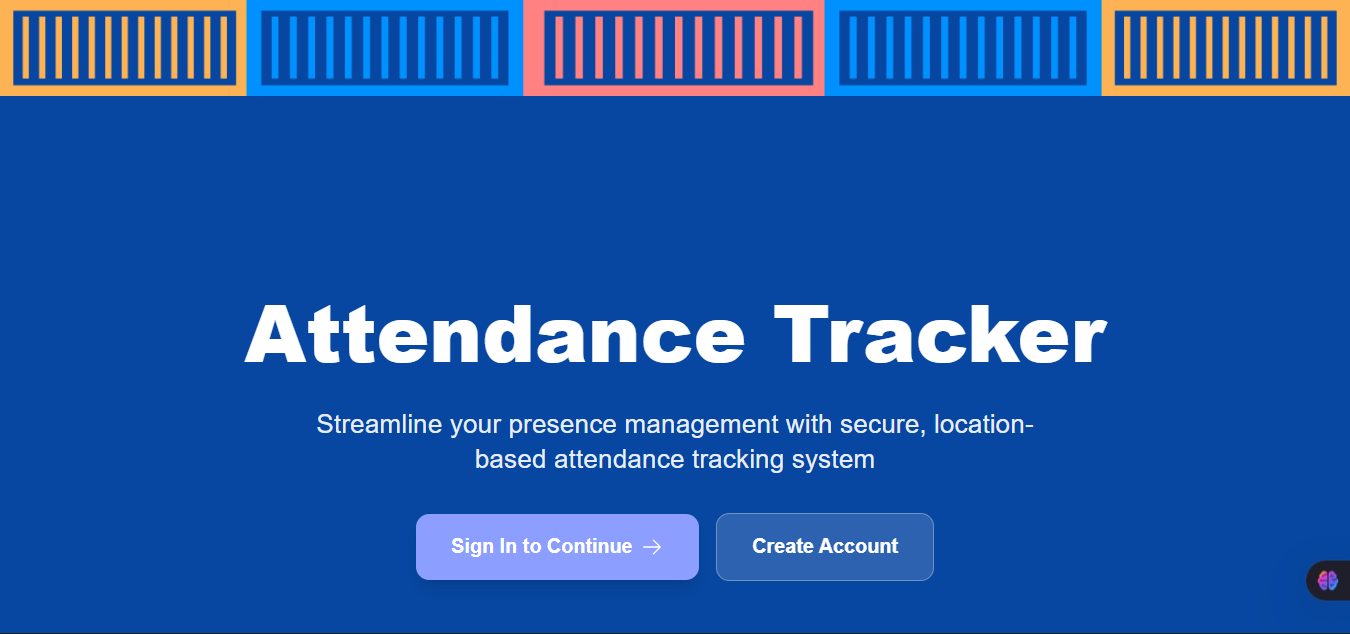 Attendance Tracker
Streamline your presence management with secure, location-
based attendance tracking system
Sign In to Continue →
Create Account